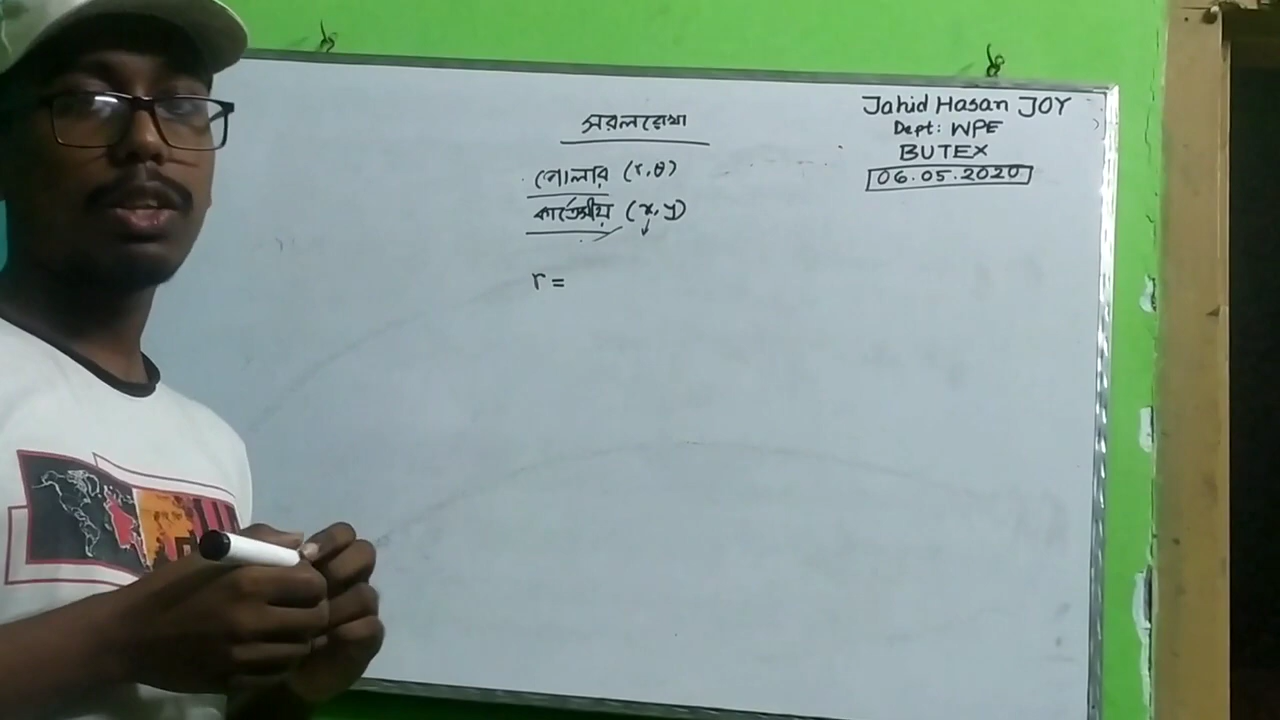 সরলরেখা
পোলার (r,θ)
কার্তেসীয় (x,y)
r =
Jahid Hasan JOY
Dept: WPE
BUTEX
06.05.2020